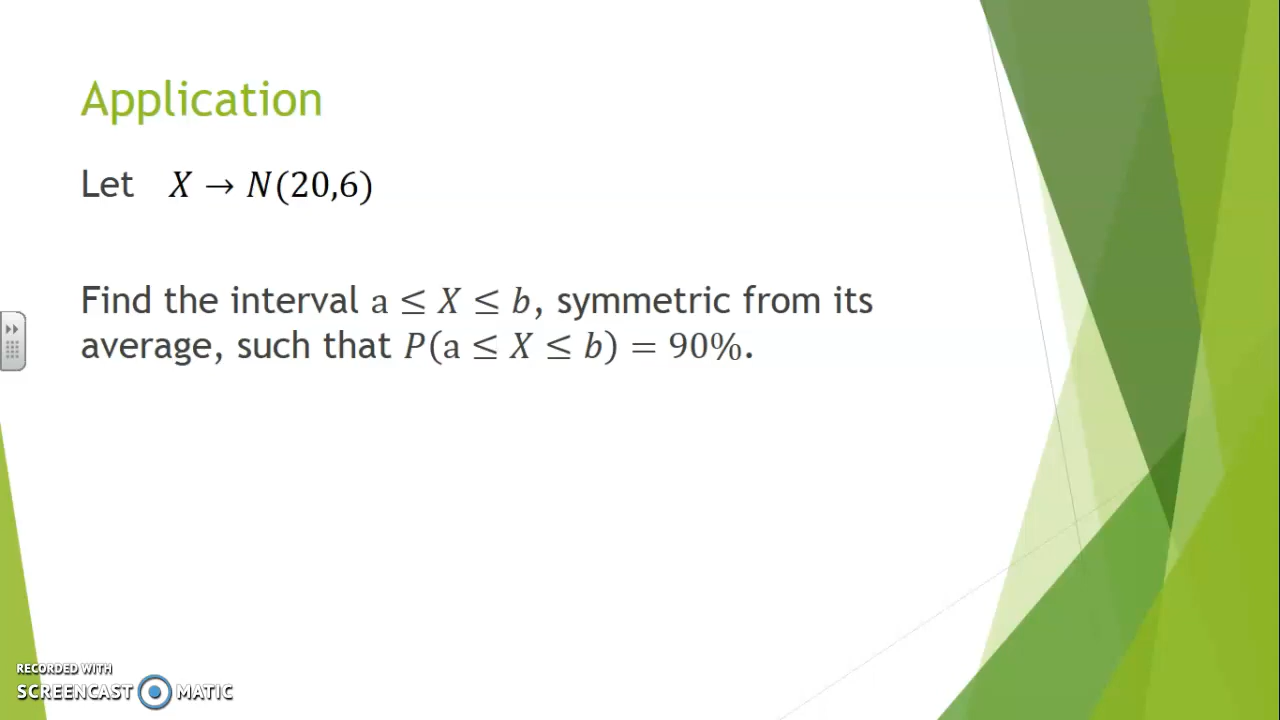 Application
Let X → N(20,6)
Find the interval a ≤ X ≤ b, symmetric from its
average, such that P(a ≤ X ≤ b) = 90%.
RECORDED WITH
SCREENCAST MATIC